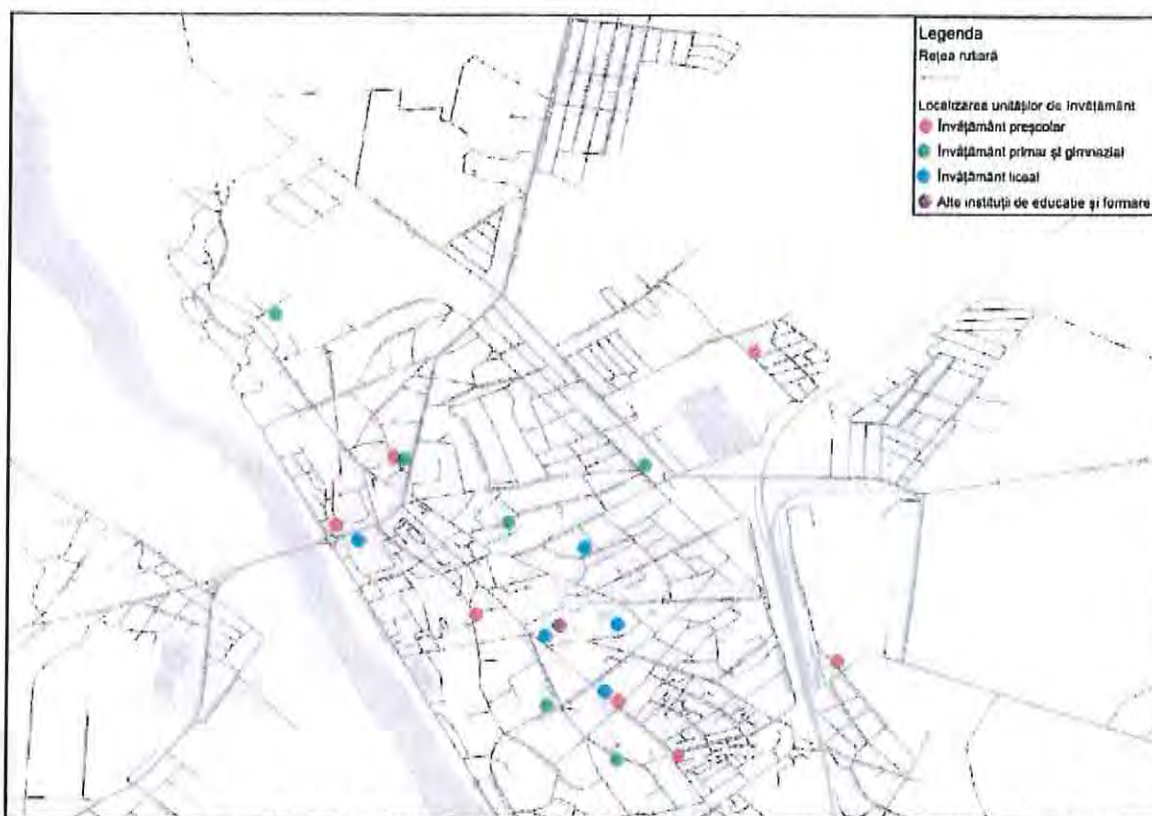 Legenda
Rețea rutiară
Localizarea unităților de învățământ
Învățământ preșcolar
Învățământ primar și gimnazial
Învățământ liceal
Alte instituții de educație și formare